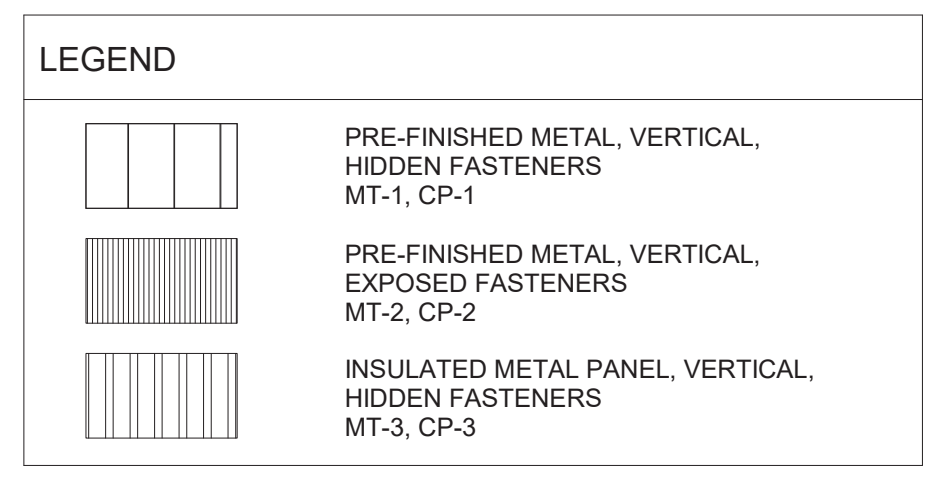 LEGEND
PRE-FINISHED METAL, VERTICAL,
HIDDEN FASTENERS
MT-1, CP-1
PRE-FINISHED METAL, VERTICAL,
EXPOSED FASTENERS
MT-2, CP-2
INSULATED METAL PANEL, VERTICAL,
HIDDEN FASTENERS
MT-3, CP-3